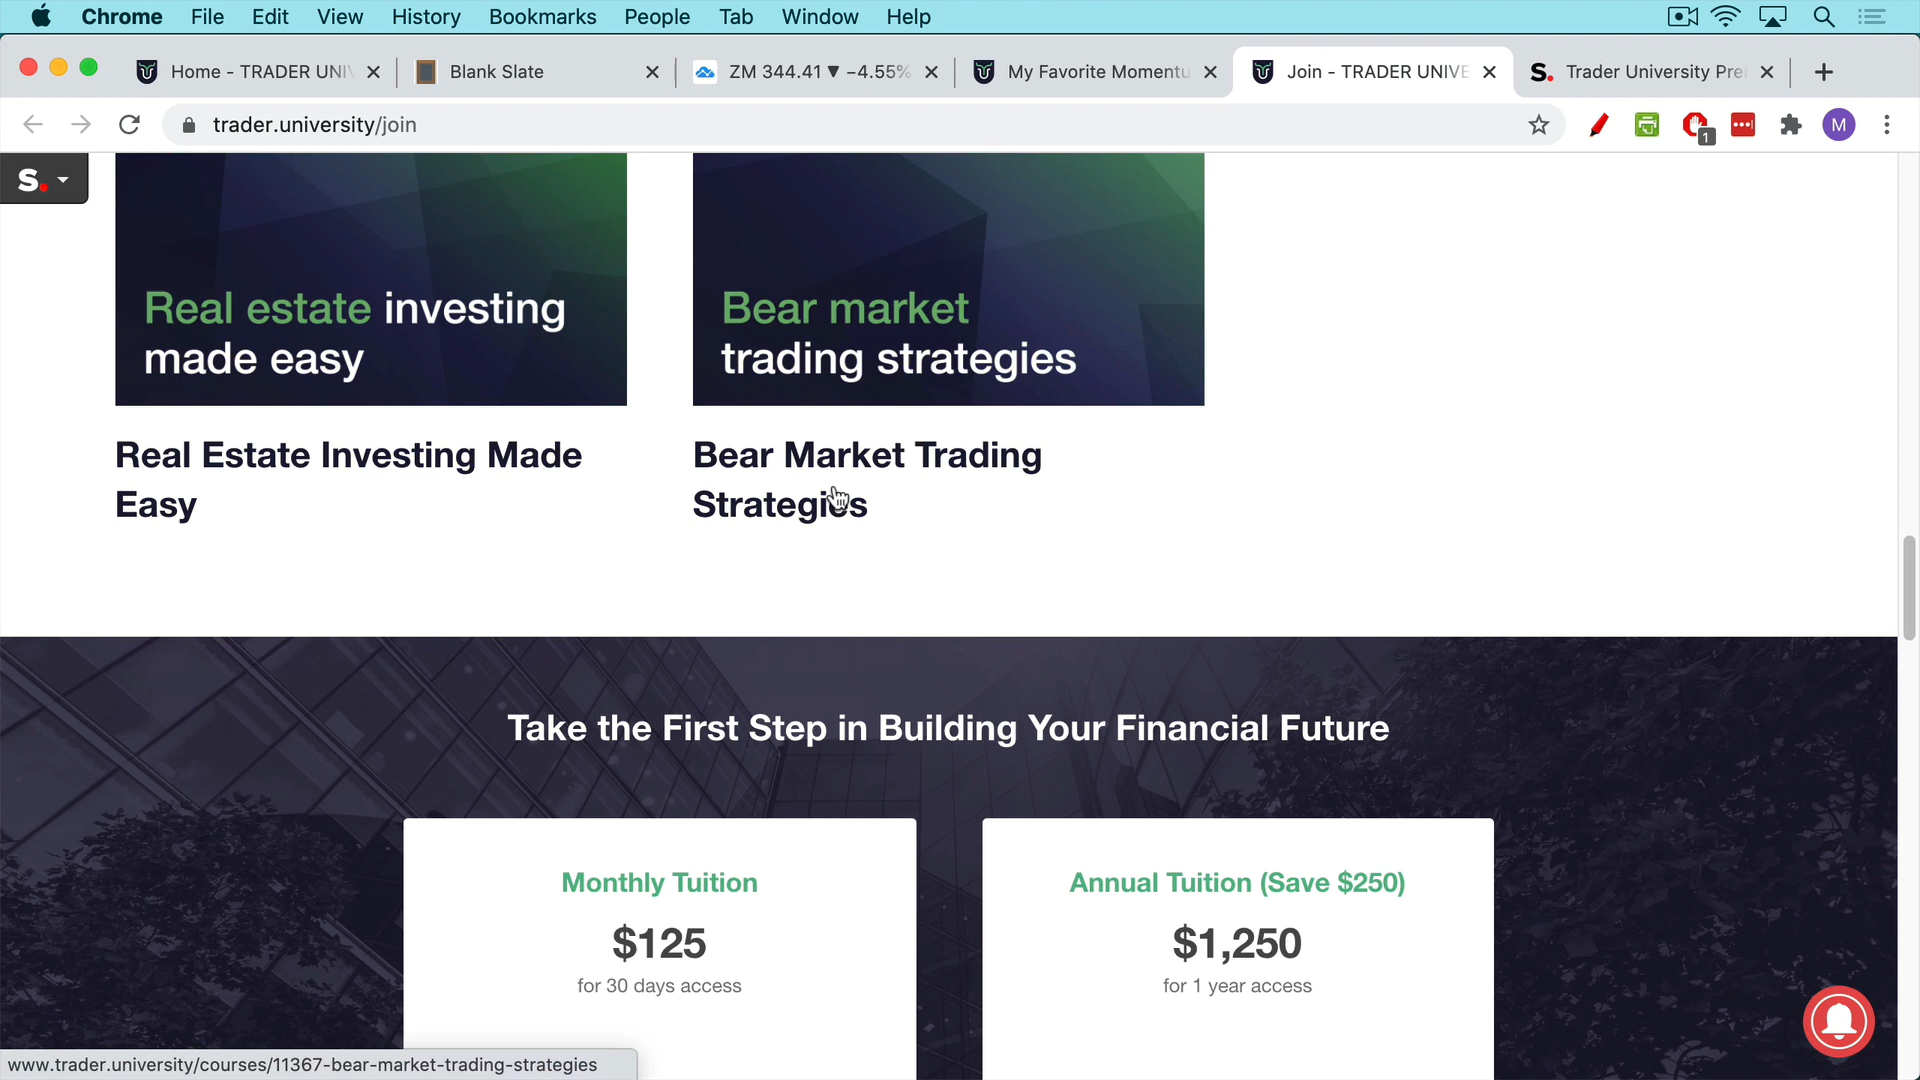 Chrome File Edit View History Bookmarks People Tab Window Help
Home - TRADER UNIV
Blank Slate
ZM 344.41 ▼ −4.55%
My Favorite Momentu
Join - TRADER UNIVE
S. Trader University Pre
trader.university/join
1
M
S.
Real estate investing
made easy
Bear market
trading strategies
Real Estate Investing Made
Easy
Bear Market Trading
Strategies
Take the First Step in Building Your Financial Future
Monthly Tuition
$125
for 30 days access
Annual Tuition (Save $250)
$1,250
for 1 year access
www.trader.university/courses/11367-bear-market-trading-strategies